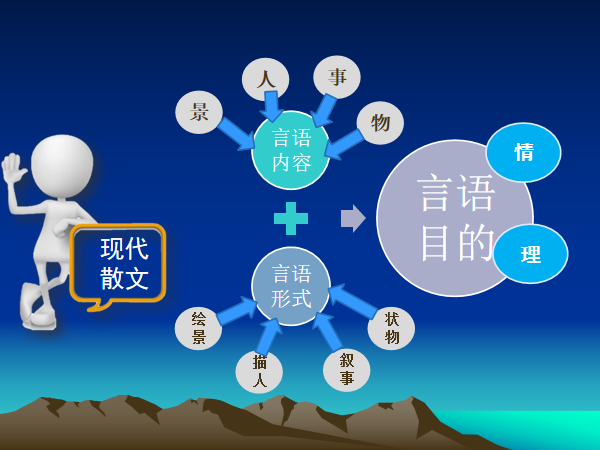 景
人
事
物
言语
内容
现代
散文
言语
形式
绘
景
描
人
叙
事
状
物
言语
目的
情
理